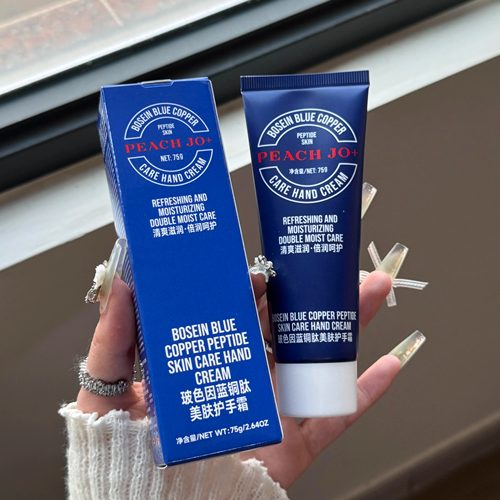 BOSEIN BLUE COPPER
PEPTIDE
SKIN
PEACH JO+
NET: 75g
CARE HAND CREAM
REFRESHING AND
MOISTURIZING
DOUBLE MOIST CARE
清爽滋润·倍润呵护
BOSEIN BLUE
COPPER PEPTIDE
SKIN CARE HAND
CREAM
玻色因蓝铜肽
美肤护手霜
净含量/NET WT: 75g/2.64OZ
BOSEIN BLUE COPPER
PEPTIDE
SKIN
PEACH JO+
净含量/NET: 75g
CARE HAND CREAM
REFRESHING AND
MOISTURIZING
DOUBLE MOIST CARE
清爽滋润·倍润呵护
BOSEIN BLUE COPPER PEPTIDE
SKIN CARE HAND CREAM
玻色因蓝铜肽美肤护手霜